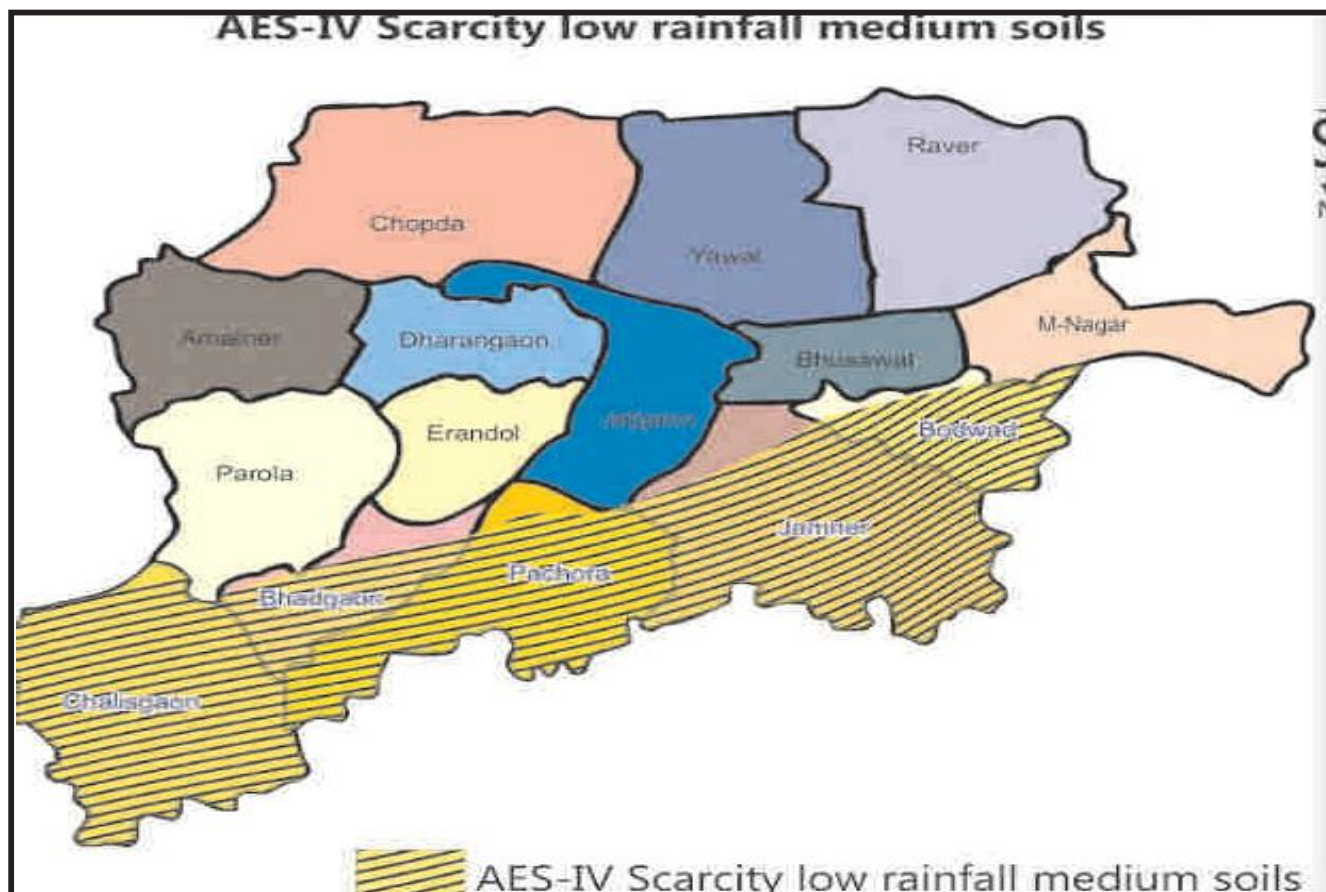 AES-IV Scarcity low rainfall medium soils
Raver
Chopda
Yawal
M-Nagar
Amalner
Dharangaon
Bhusawal
Jalgaon
Erandol
Bodwad
Parola
Jamner
Pachora
Bhadgaon
Chalisgaon
AES-IV Scarcity low rainfall medium soils